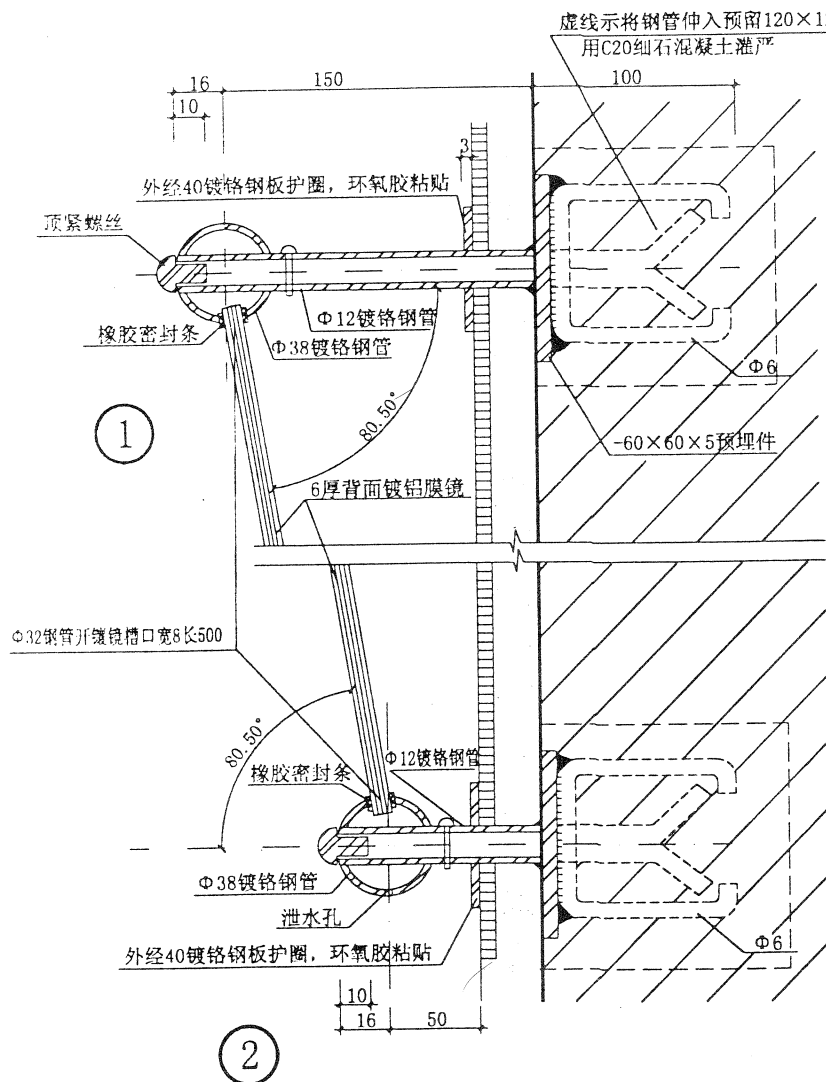 虚线示将钢管伸入预留120×1
用C20细石混凝土灌严
16
150
100
10
3
外经40镀铬钢板护圈，环氧胶粘贴
顶紧螺丝
Φ12镀铬钢管
橡胶密封条
Φ38镀铬钢管
Φ6
80.50°
1
-60×60×5预埋件
6厚背面镀铝膜镜
Φ32钢管开镶镜槽口宽8长500
80.50°
Φ12镀铬钢管
橡胶密封条
Φ38镀铬钢管
泄水孔
Φ6
外经40镀铬钢板护圈，环氧胶粘贴
10
16
50
2